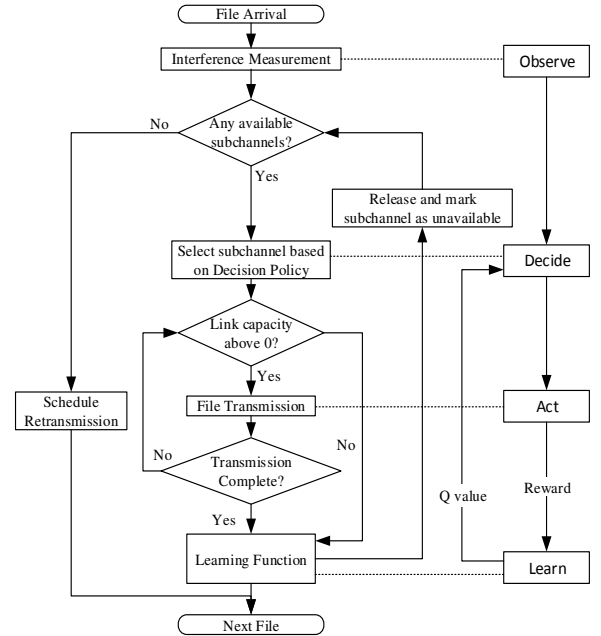 File Arrival
Interference Measurement
Observe
No
Any available
subchannels?
Yes
Release and mark
subchannel as unavailable
Select subchannel based
on Decision Policy
Decide
Link capacity
above 0?
Yes
Schedule
Retransmission
File Transmission
Act
No
No
Transmission
Complete?
Q value
Reward
Yes
Learning Function
Learn
Next File